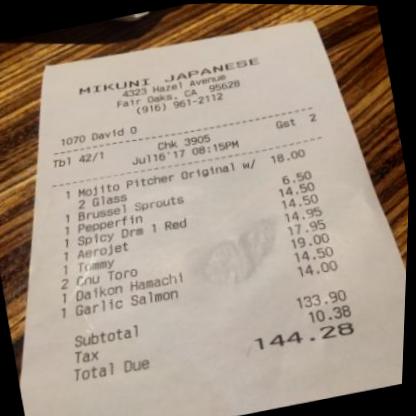 MIKUNI JAPANESE
4323 Hazel Avenue
Fair Oaks, CA 95628
(916) 961-2112
1070 David O
Tbl 42/1 Chk 3905 Gst 2
Jul16'17 08:15PM
1 Mojito Pitcher Original w/ 18.00
2 Glass
1 Brussel Sprouts 6.50
1 Pepperfin 14.50
1 Spicy Drm 1 Red 14.50
1 Aerojet 14.95
1 Tommy 17.95
2 Chu Toro 19.00
1 Daikon Hamachi 14.50
1 Garlic Salmon 14.00
Subtotal 133.90
Tax 10.38
Total Due 144.28